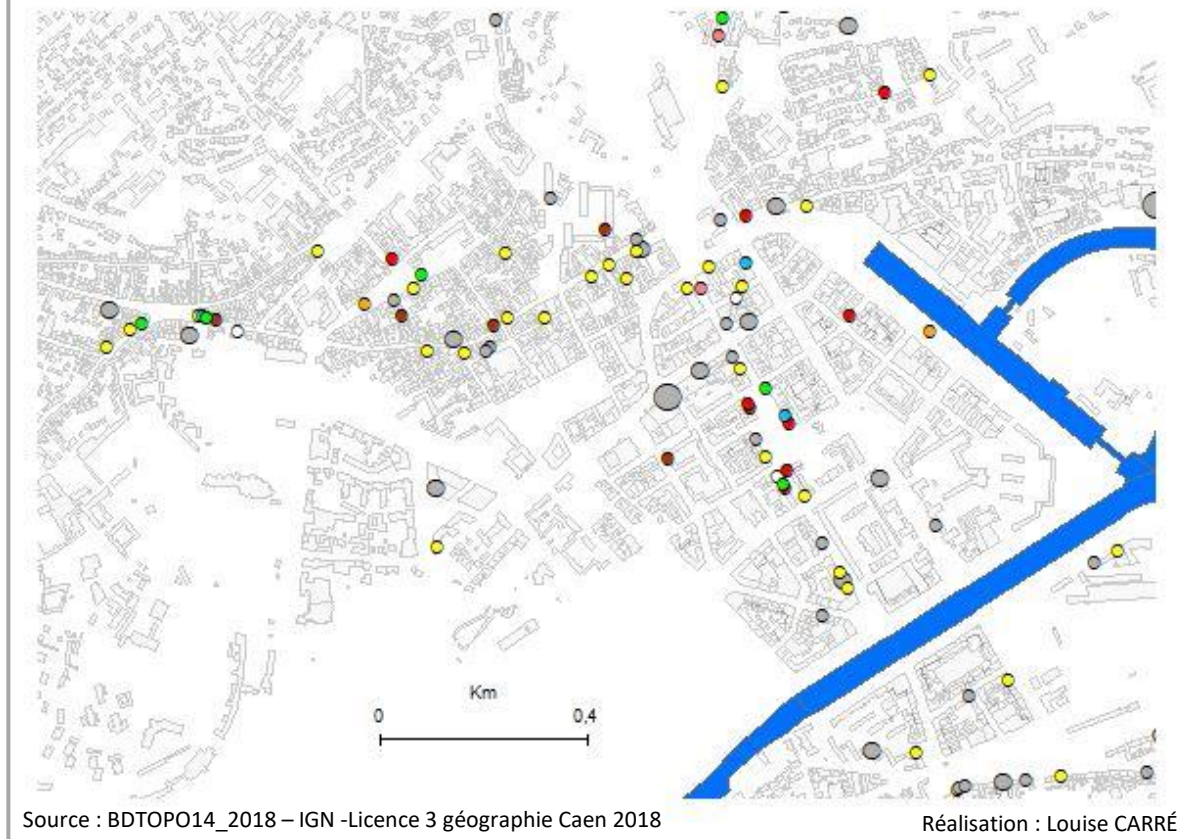 Km
0 0,4
Source : BDTOPO14_2018 – IGN -Licence 3 géographie Caen 2018
Réalisation : Louise CARRÉ